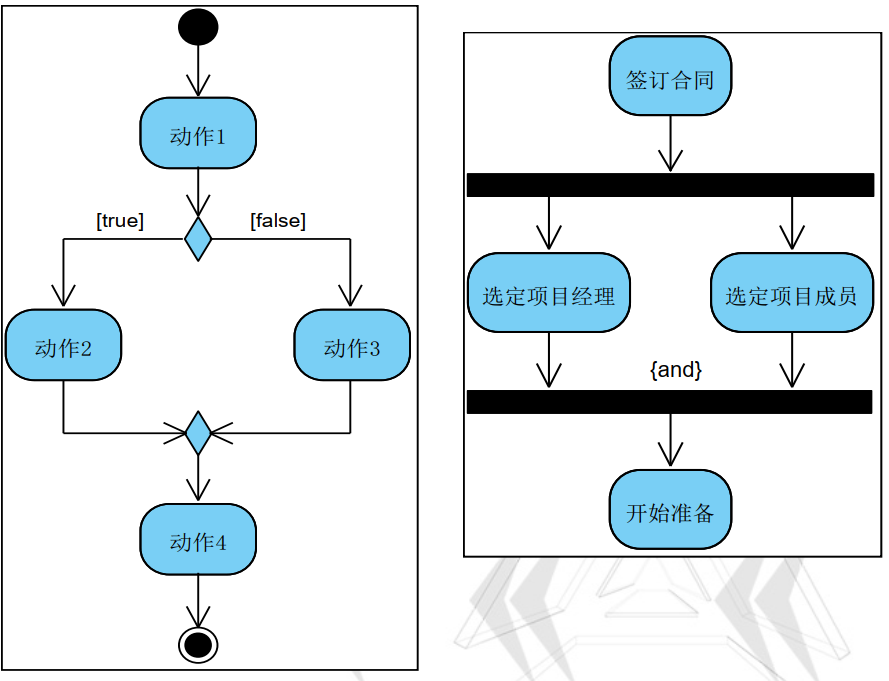 动作1
[true]
[false]
动作2
动作3
动作4
签订合同
选定项目经理
选定项目成员
{and}
开始准备